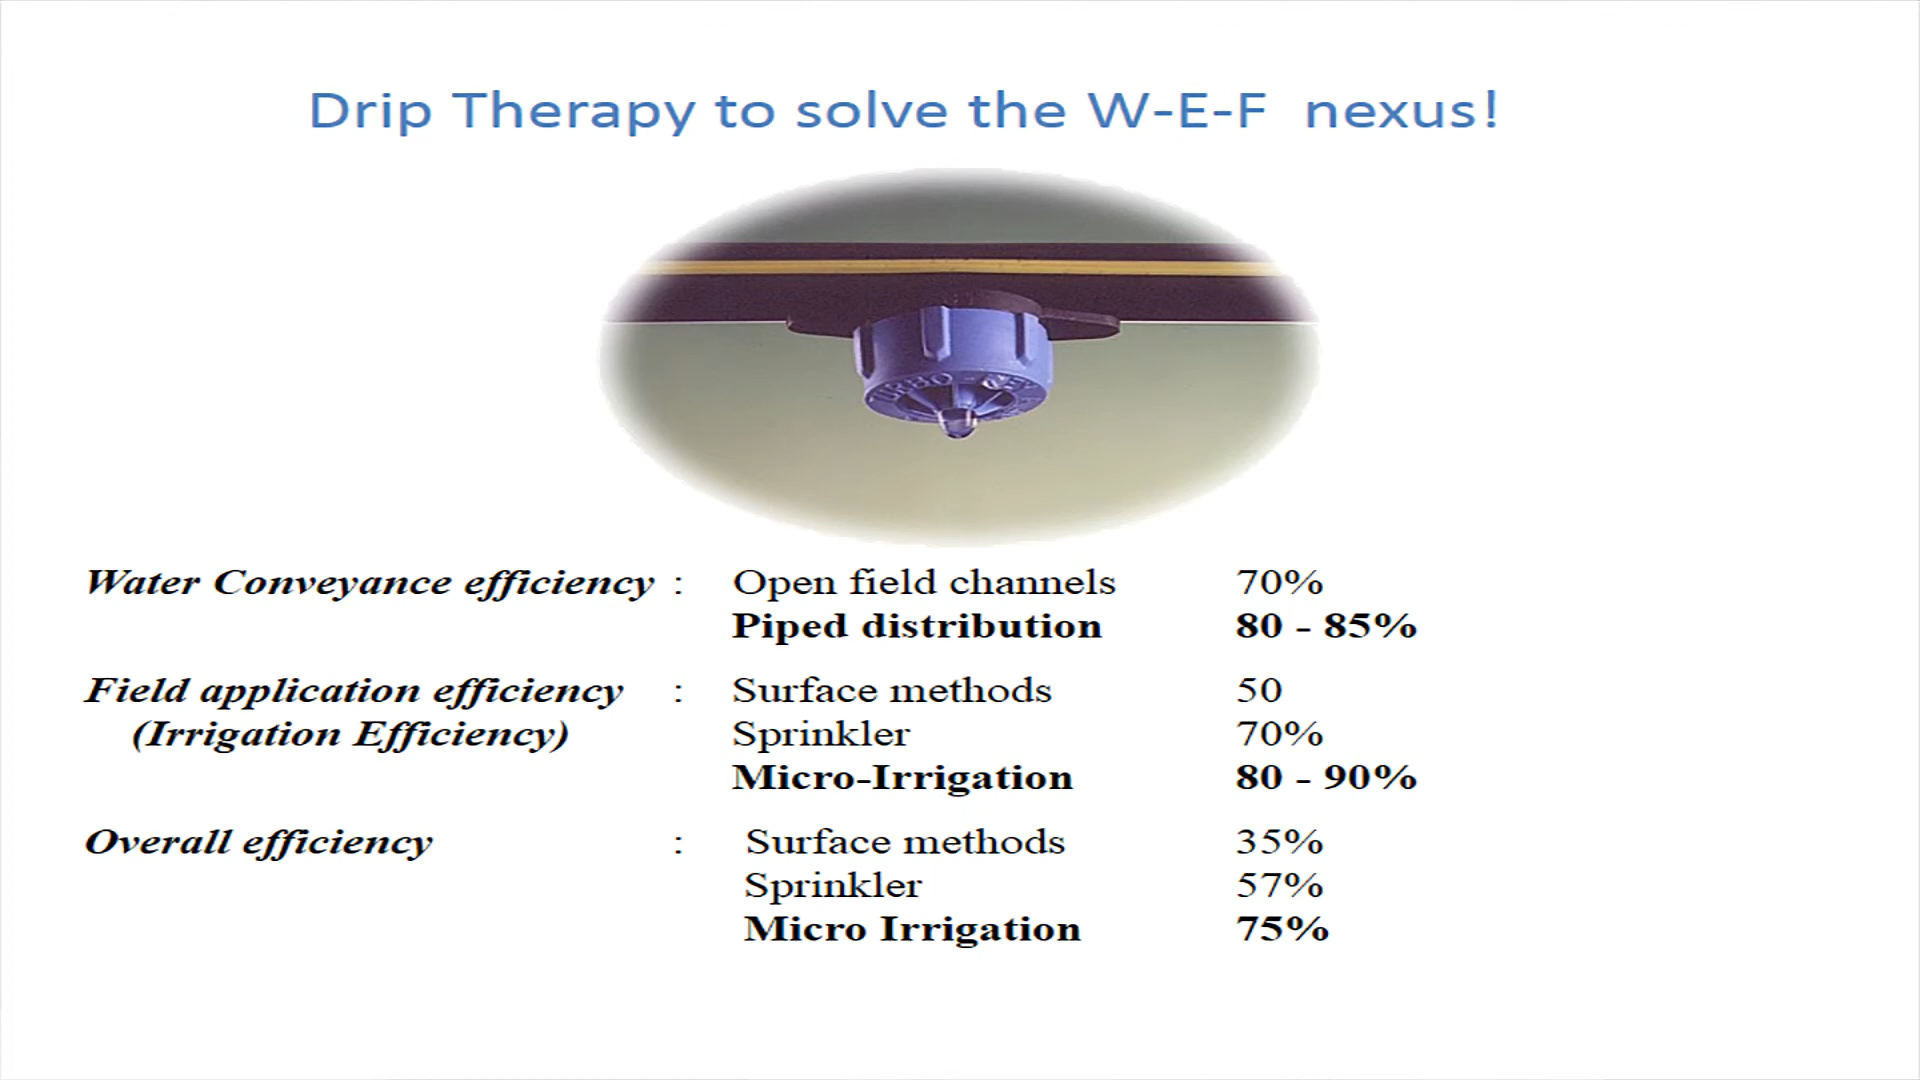 Drip Therapy to solve the W-E-F nexus!
Water Conveyance efficiency : Open field channels 70%
Piped distribution 80 - 85%
Field application efficiency : Surface methods 50
(Irrigation Efficiency) Sprinkler 70%
Micro-Irrigation 80 - 90%
Overall efficiency : Surface methods 35%
Sprinkler 57%
Micro Irrigation 75%